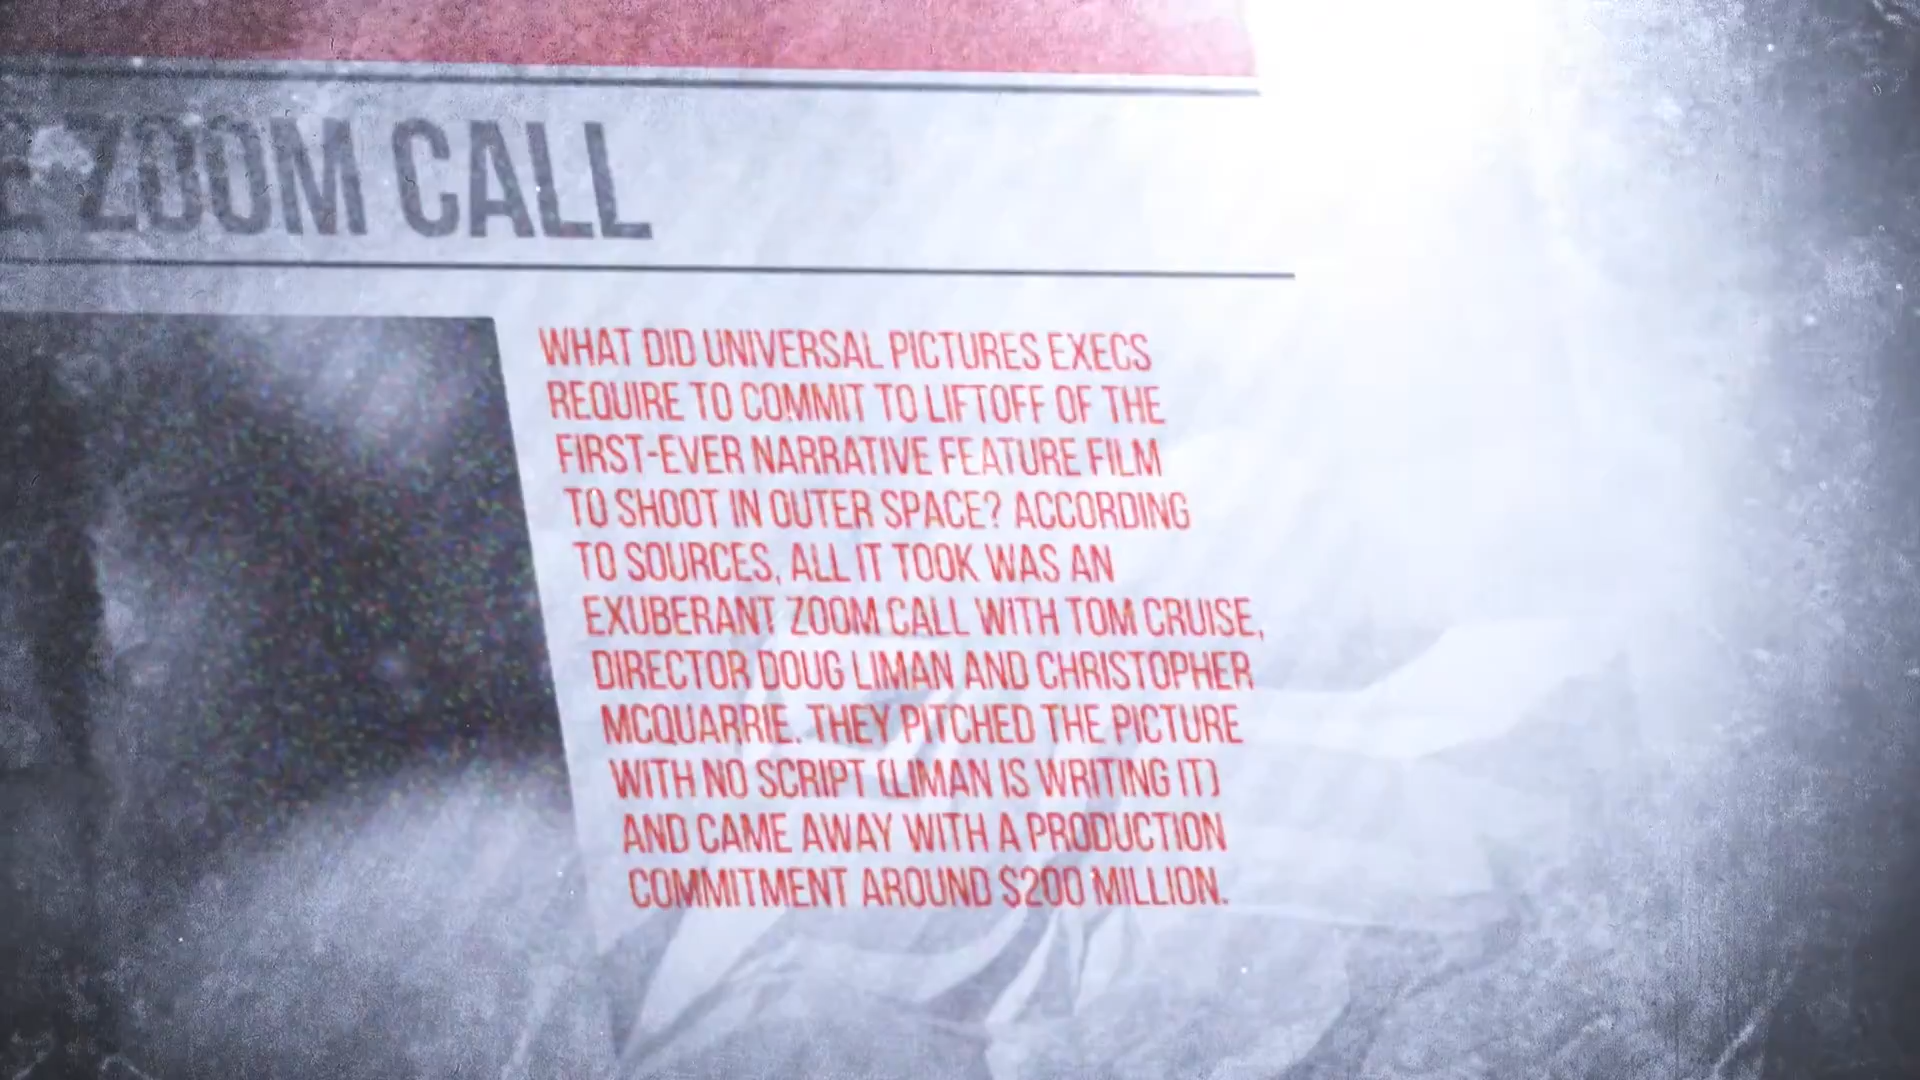 ZOOM CALL
WHAT DID UNIVERSAL PICTURES EXECS
REQUIRE TO COMMIT TO LIFTOFF OF THE
FIRST-EVER NARRATIVE FEATURE FILM
TO SHOOT IN OUTER SPACE? ACCORDING
TO SOURCES, ALL IT TOOK WAS AN
EXUBERANT ZOOM CALL WITH TOM CRUISE,
DIRECTOR DOUG LIMAN AND CHRISTOPHER
MCQUARRIE. THEY PITCHED THE PICTURE
WITH NO SCRIPT (LIMAN IS WRITING IT)
AND CAME AWAY WITH A PRODUCTION
COMMITMENT AROUND $200 MILLION.